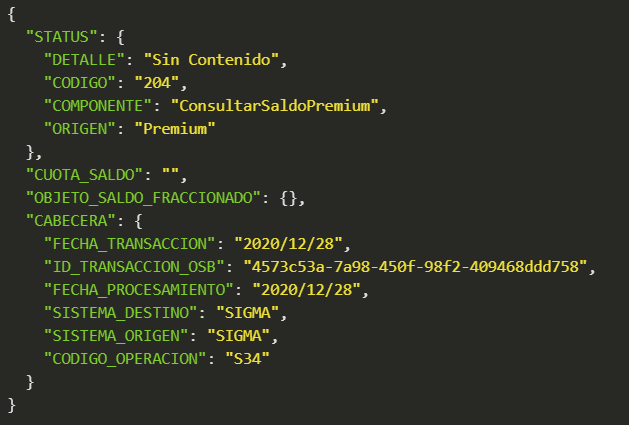 {
"STATUS": {
"DETALLE": "Sin Contenido",
"CODIGO": "204",
"COMPONENTE": "ConsultarSaldoPremium",
"ORIGEN": "Premium"
},
"CUOTA_SALDO": "",
"OBJETO_SALDO_FRACCIONADO": {},
"CABECERA": {
"FECHA_TRANSACCION": "2020/12/28",
"ID_TRANSACCION_OSB": "4573c53a-7a98-450f-98f2-409468ddd758",
"FECHA_PROCESAMIENTO": "2020/12/28",
"SISTEMA_DESTINO": "SIGMA",
"SISTEMA_ORIGEN": "SIGMA",
"CODIGO_OPERACION": "S34"
}
}